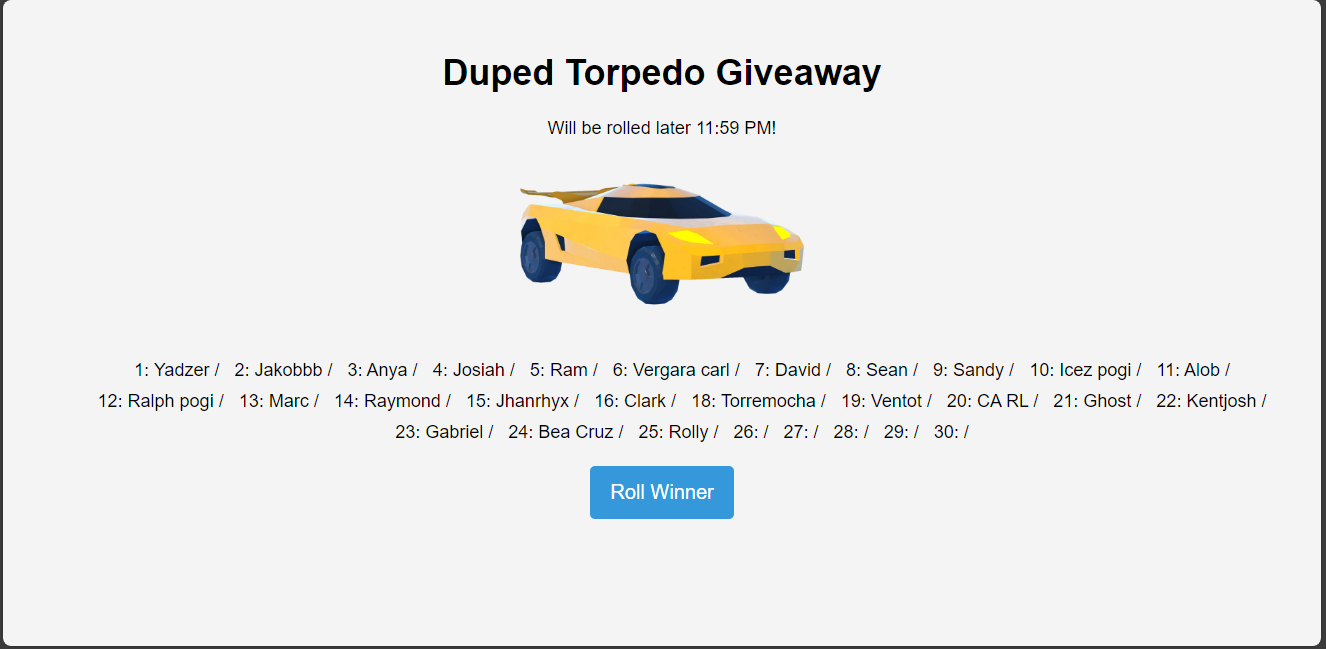 Duped Torpedo Giveaway
Will be rolled later 11:59 PM!
1: Yadzer / 2: Jakobbb / 3: Anya / 4: Josiah / 5: Ram / 6: Vergara carl / 7: David / 8: Sean / 9: Sandy / 10: Icez pogi / 11: Alob /
12: Ralph pogi / 13: Marc / 14: Raymond / 15: Jhanrhyx / 16: Clark / 18: Torremocha / 19: Ventot / 20: CA RL / 21: Ghost / 22: Kentjosh /
23: Gabriel / 24: Bea Cruz / 25: Rolly / 26: / 27: / 28: / 29: / 30: /
Roll Winner